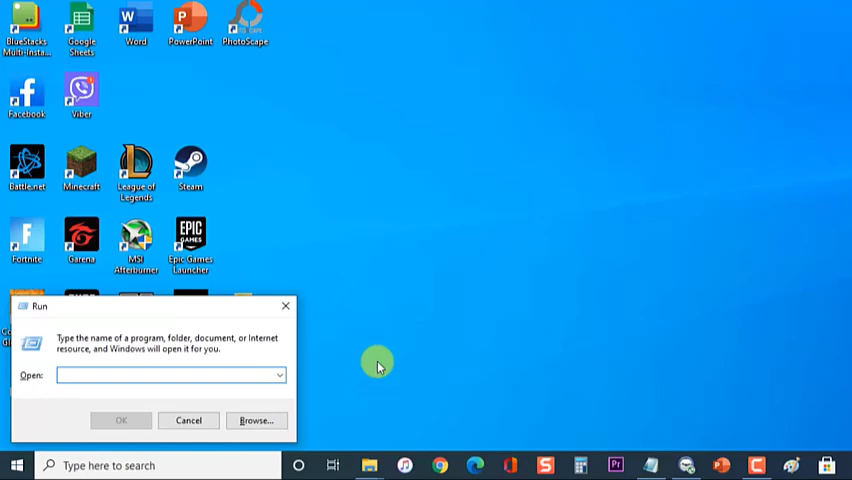 BlueStacks Google Word PowerPoint PhotoScape
Multi-Insta... Sheets
Facebook Viber
Battle.net Minecraft League of Steam
Legends
Fortnite Garena MSI Epic Games
Afterburner Launcher
EPIC
GAMES
Run
Type the name of a program, folder, document, or Internet
resource, and Windows will open it for you.
Open:
OK Cancel Browse...
Type here to search